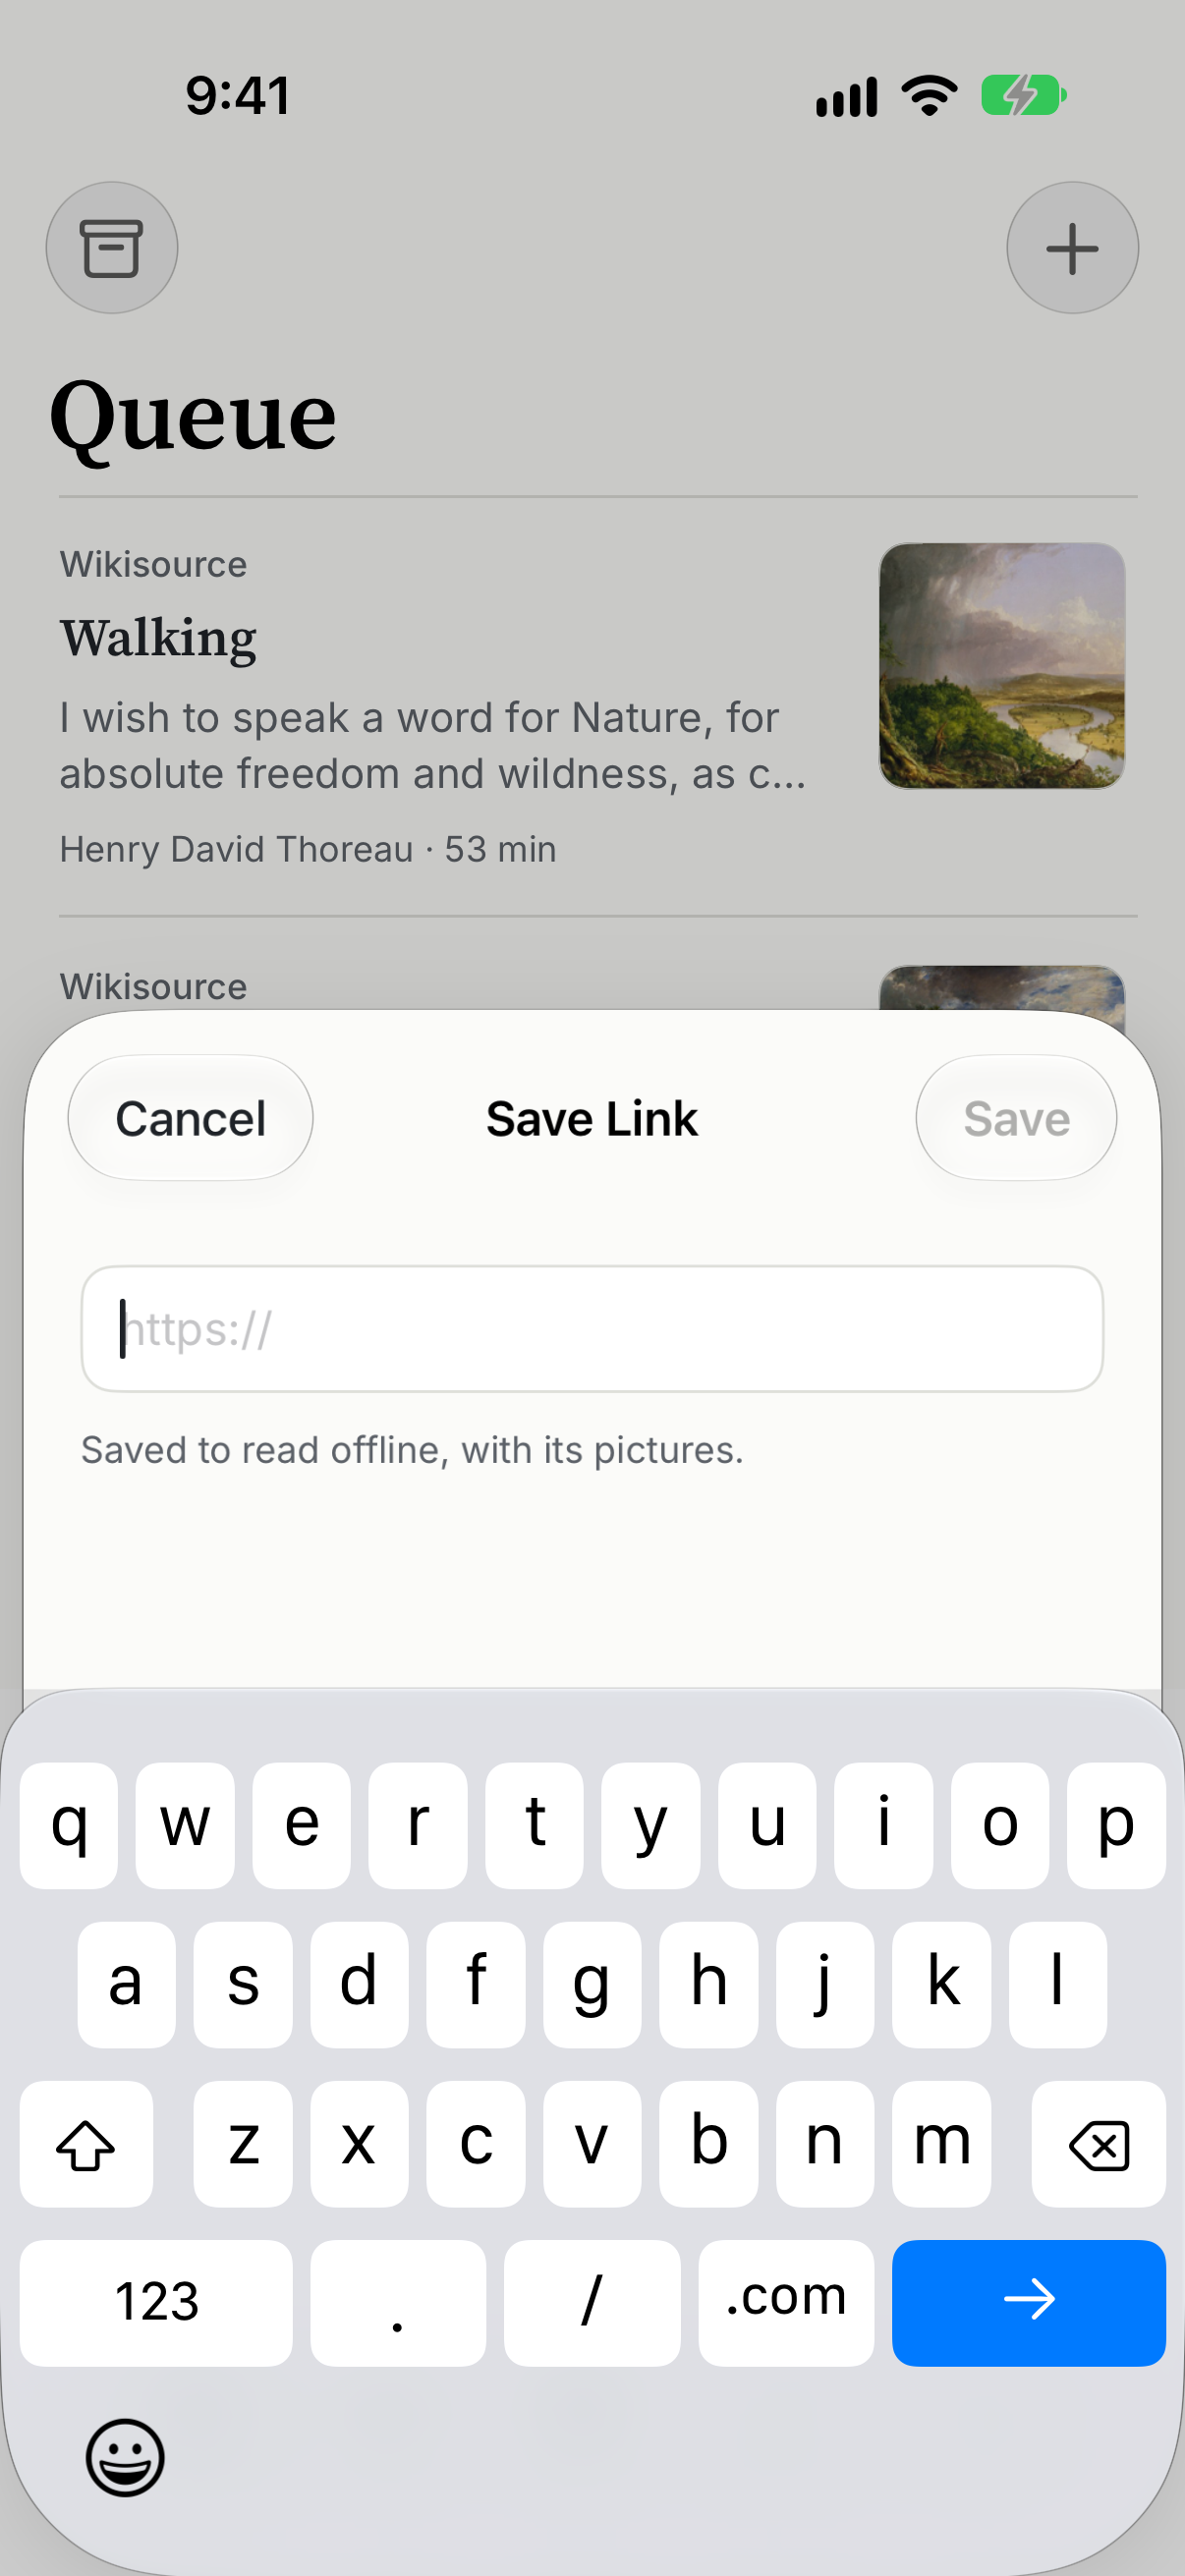 9:41
Queue
Wikisource
Walking
I wish to speak a word for Nature, for
absolute freedom and wildness, as c...
Henry David Thoreau · 53 min
Wikisource
Cancel
Save Link
Save
https://
Saved to read offline, with its pictures.
q w e r t y u i o p
a s d f g h j k l
z x c v b n m
123 . / .com